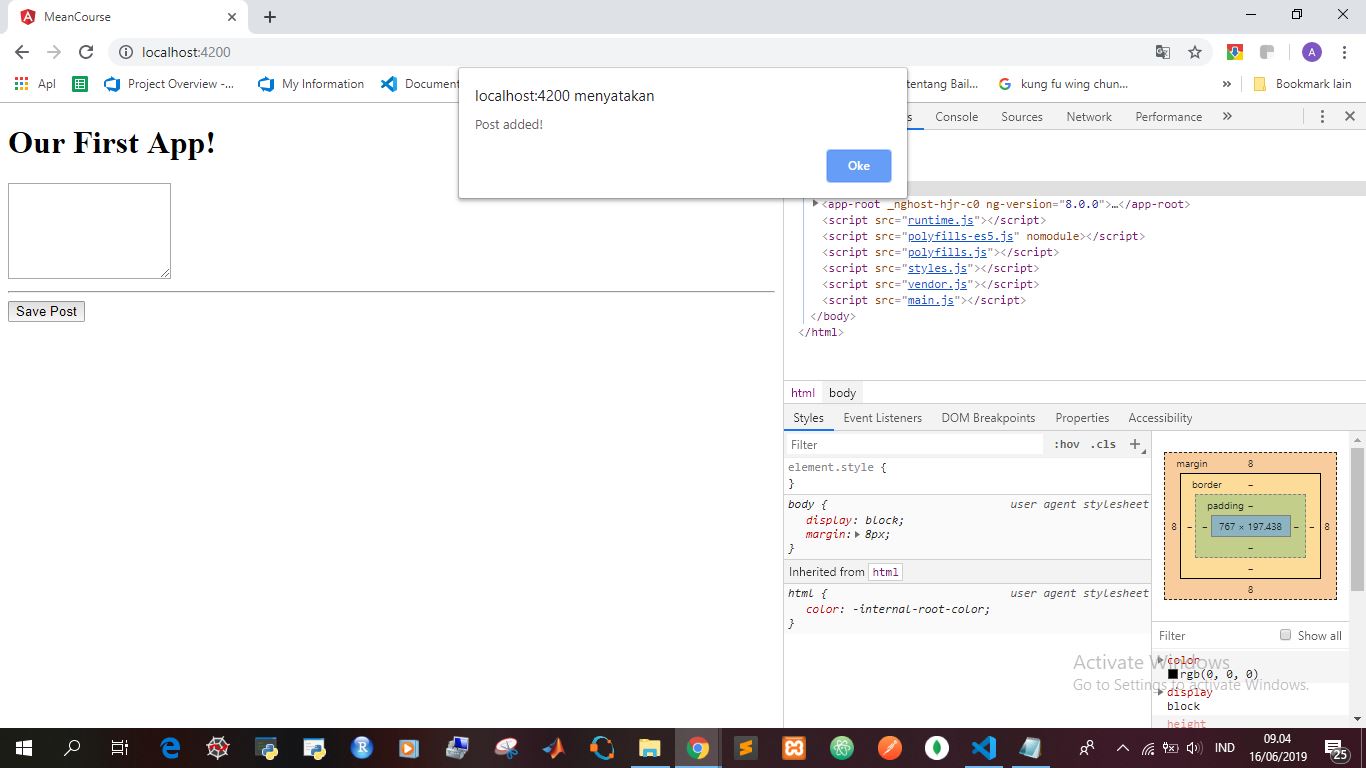 MeanCourse
localhost:4200
A
Apl
Project Overview -...
My Information
Document
tentang Bail...
kung fu wing chun...
»
Bookmark lain
localhost:4200 menyatakan
Post added!
Oke
Our First App!
Save Post
Console
Sources
Network
Performance
»
<app-root _nghost-hjr-c0 ng-version="8.0.0">…</app-root>
<script src="runtime.js"></script>
<script src="polyfills-es5.js" nomodule></script>
<script src="polyfills.js"></script>
<script src="styles.js"></script>
<script src="vendor.js"></script>
<script src="main.js"></script>
</body>
</html>
html body
Styles Event Listeners DOM Breakpoints Properties Accessibility
Filter :hov .cls +
element.style {
}
body { user agent stylesheet
display: block;
margin: 8px;
}
Inherited from html
html { user agent stylesheet
color: -internal-root-color;
}
margin 8
border –
padding –
8 – – 767 × 197.438 – – 8
–
–
8
Filter Show all
color
rgb(0, 0, 0)
display
block
height
Activate Windows
Go to Settings to activate Windows.
IND
09.04
16/06/2019
25